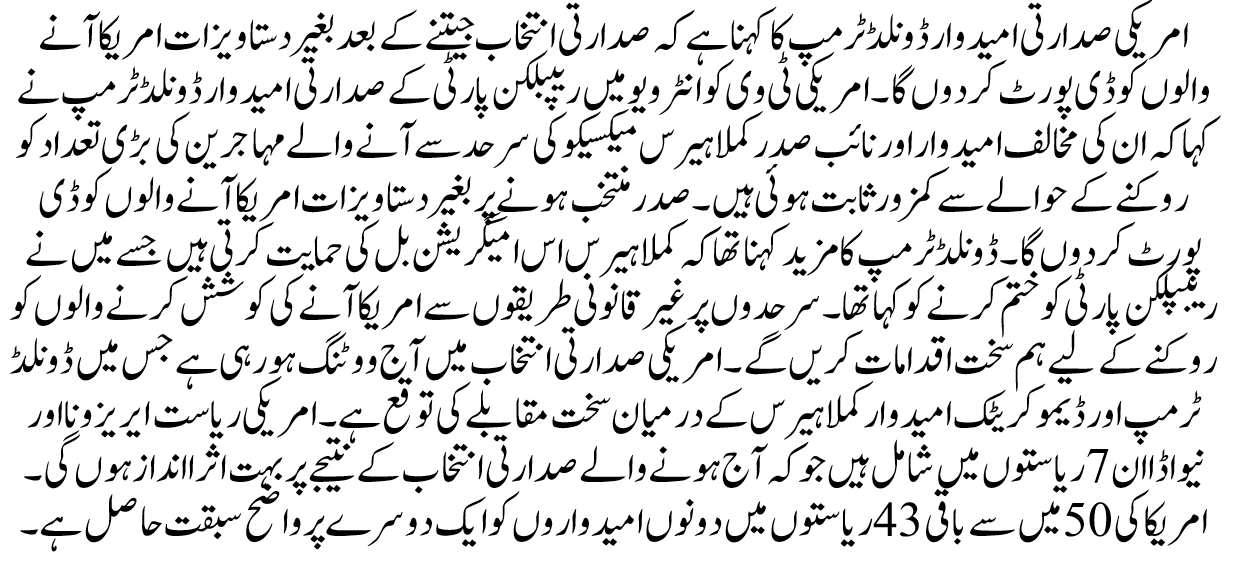 امریکی صدارتی امیدوار ڈونلڈ ٹرمپ کا کہنا ہے کہ صدارتی انتخاب جیتنے کے بعد بغیر دستاویزات امریکا آنے
والوں کو ڈی پورٹ کر دوں گا۔ امریکی ٹی وی کو انٹرویو میں ریپبلکن پارٹی کے صدارتی امیدوار ڈونلڈ ٹرمپ نے
کہا کہ ان کی مخالف امیدوار اور نائب صدر کملا ہیرس میکسیکو کی سرحد سے آنے والے مہاجرین کی بڑی تعداد کو
روکنے کے حوالے سے کمزور ثابت ہوئی ہیں۔ صدر منتخب ہونے پر بغیر دستاویزات امریکا آنے والوں کو ڈی
پورٹ کر دوں گا۔ ڈونلڈ ٹرمپ کا مزید کہنا تھا کہ کملا ہیرس اس امیگریشن بل کی حمایت کرتی ہیں جسے میں نے
ریپبلکن پارٹی کو ختم کرنے کو کہا تھا۔ سرحدوں پر غیر قانونی طریقوں سے امریکا آنے کی کوشش کرنے والوں کو
روکنے کے لیے ہم سخت اقدامات کریں گے۔ امریکی صدارتی انتخاب میں آج ووٹنگ ہو رہی ہے جس میں ڈونلڈ
ٹرمپ اور ڈیموکریٹک امیدوار کملا ہیرس کے درمیان سخت مقابلے کی توقع ہے۔ امریکی ریاست ایریزونا اور
نیواڈا ان 7 ریاستوں میں شامل ہیں جو کہ آج ہونے والے صدارتی انتخاب کے نتیجے پر بہت اثر انداز ہوں گی۔
امریکا کی 50 میں سے باقی 43 ریاستوں میں دونوں امیدواروں کو ایک دوسرے پر واضح سبقت حاصل ہے۔